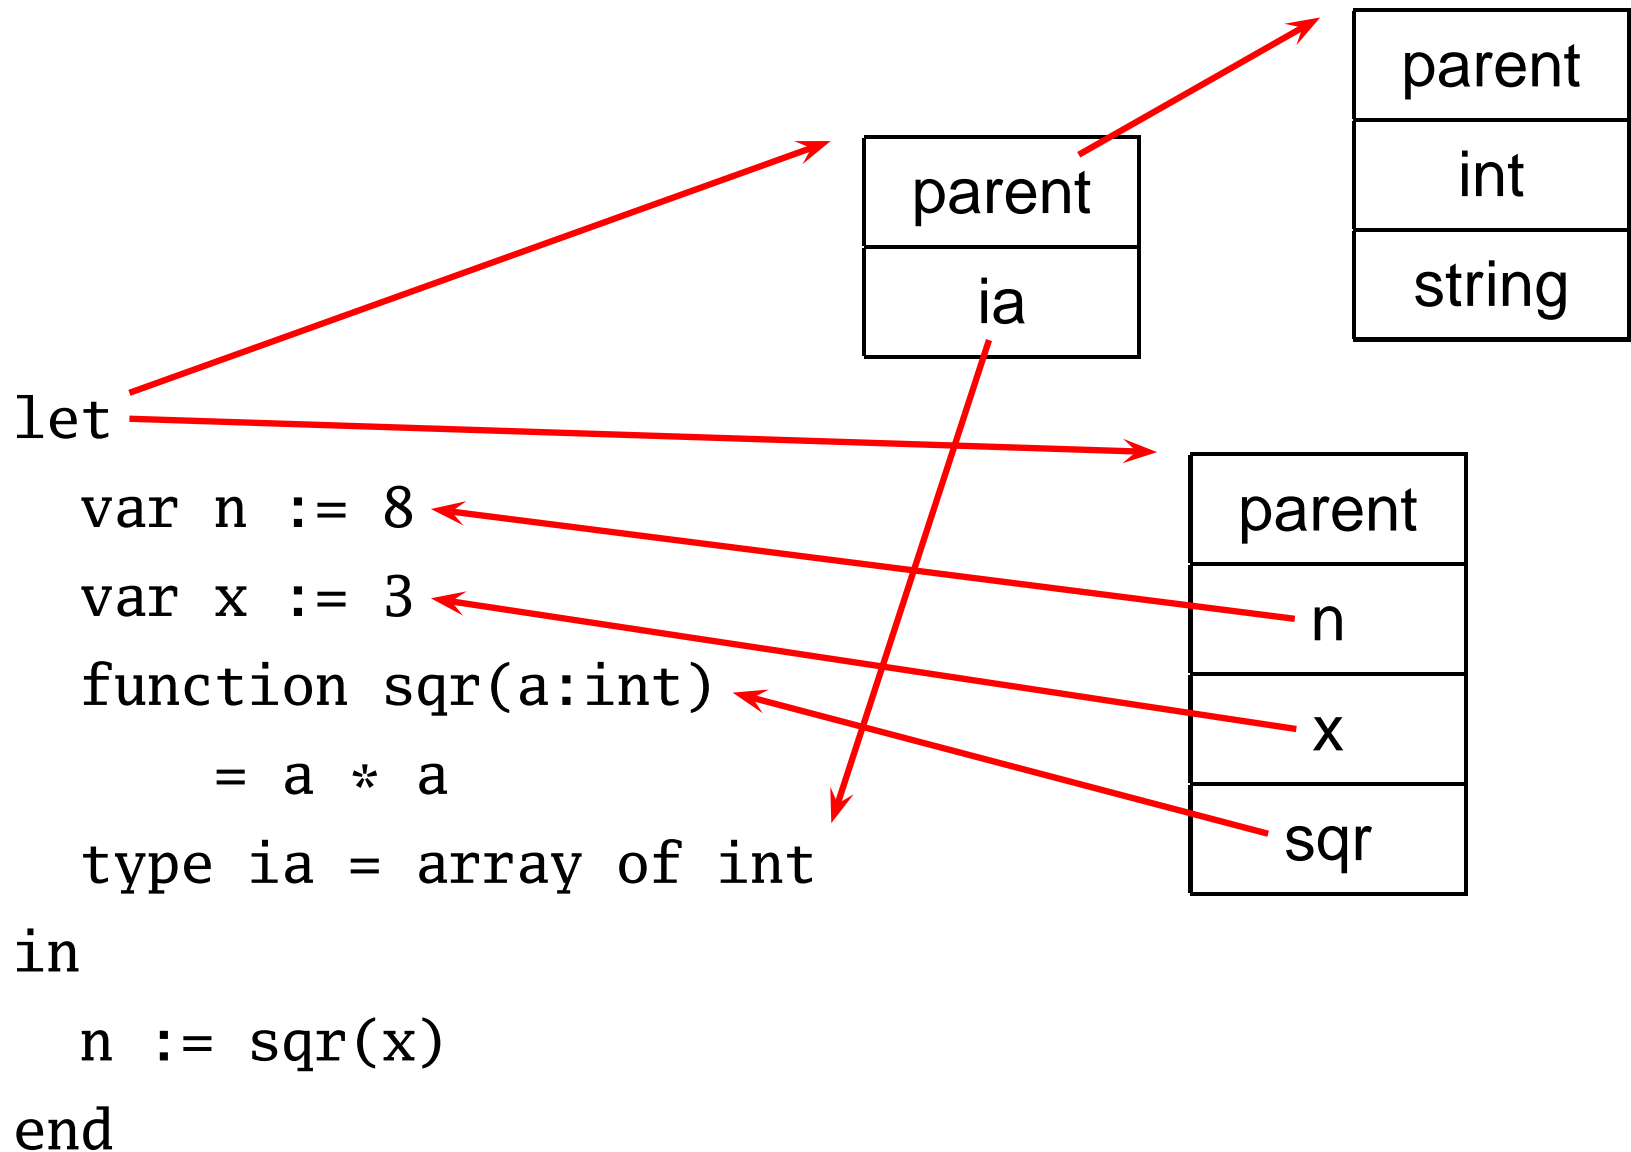 parent
int
string
parent
ia
let
var n := 8
var x := 3
function sqr(a:int)
= a * a
type ia = array of int
in
n := sqr(x)
end
parent
n
x
sqr